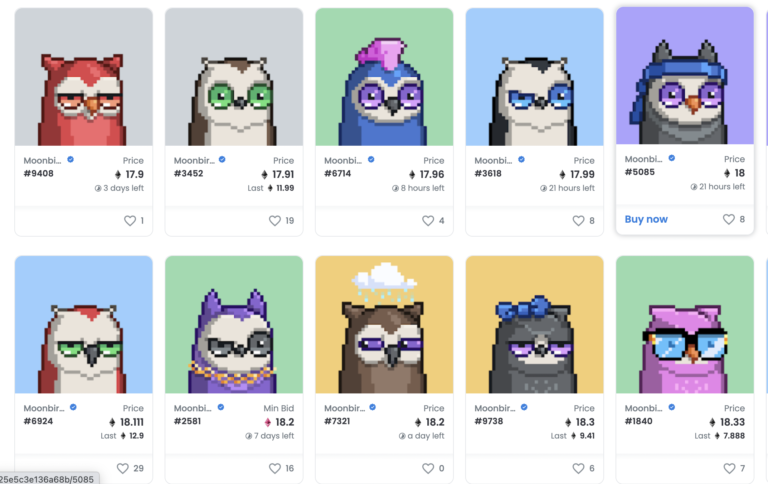 Moonbi... Price
#9408 17.9
3 days left
1
Moonbir... Price
#3452 17.91
Last 11.99
19
Moonbi... Price
#6714 17.96
8 hours left
4
Moonbi... Price
#3618 17.99
21 hours left
8
Moonbi... Price
#5085 18
21 hours left
Buy now 8
Moonbir... Price
#6924 18.111
Last 12.9
29
Moonbi... Min Bid
#2581 18.2
7 days left
16
Moonbir... Price
#7321 18.2
a day left
0
Moonbir... Price
#9738 18.3
Last 9.41
6
Moonbi... Price
#1840 18.33
Last 7.888
7
25e5c3e136a68b/5085